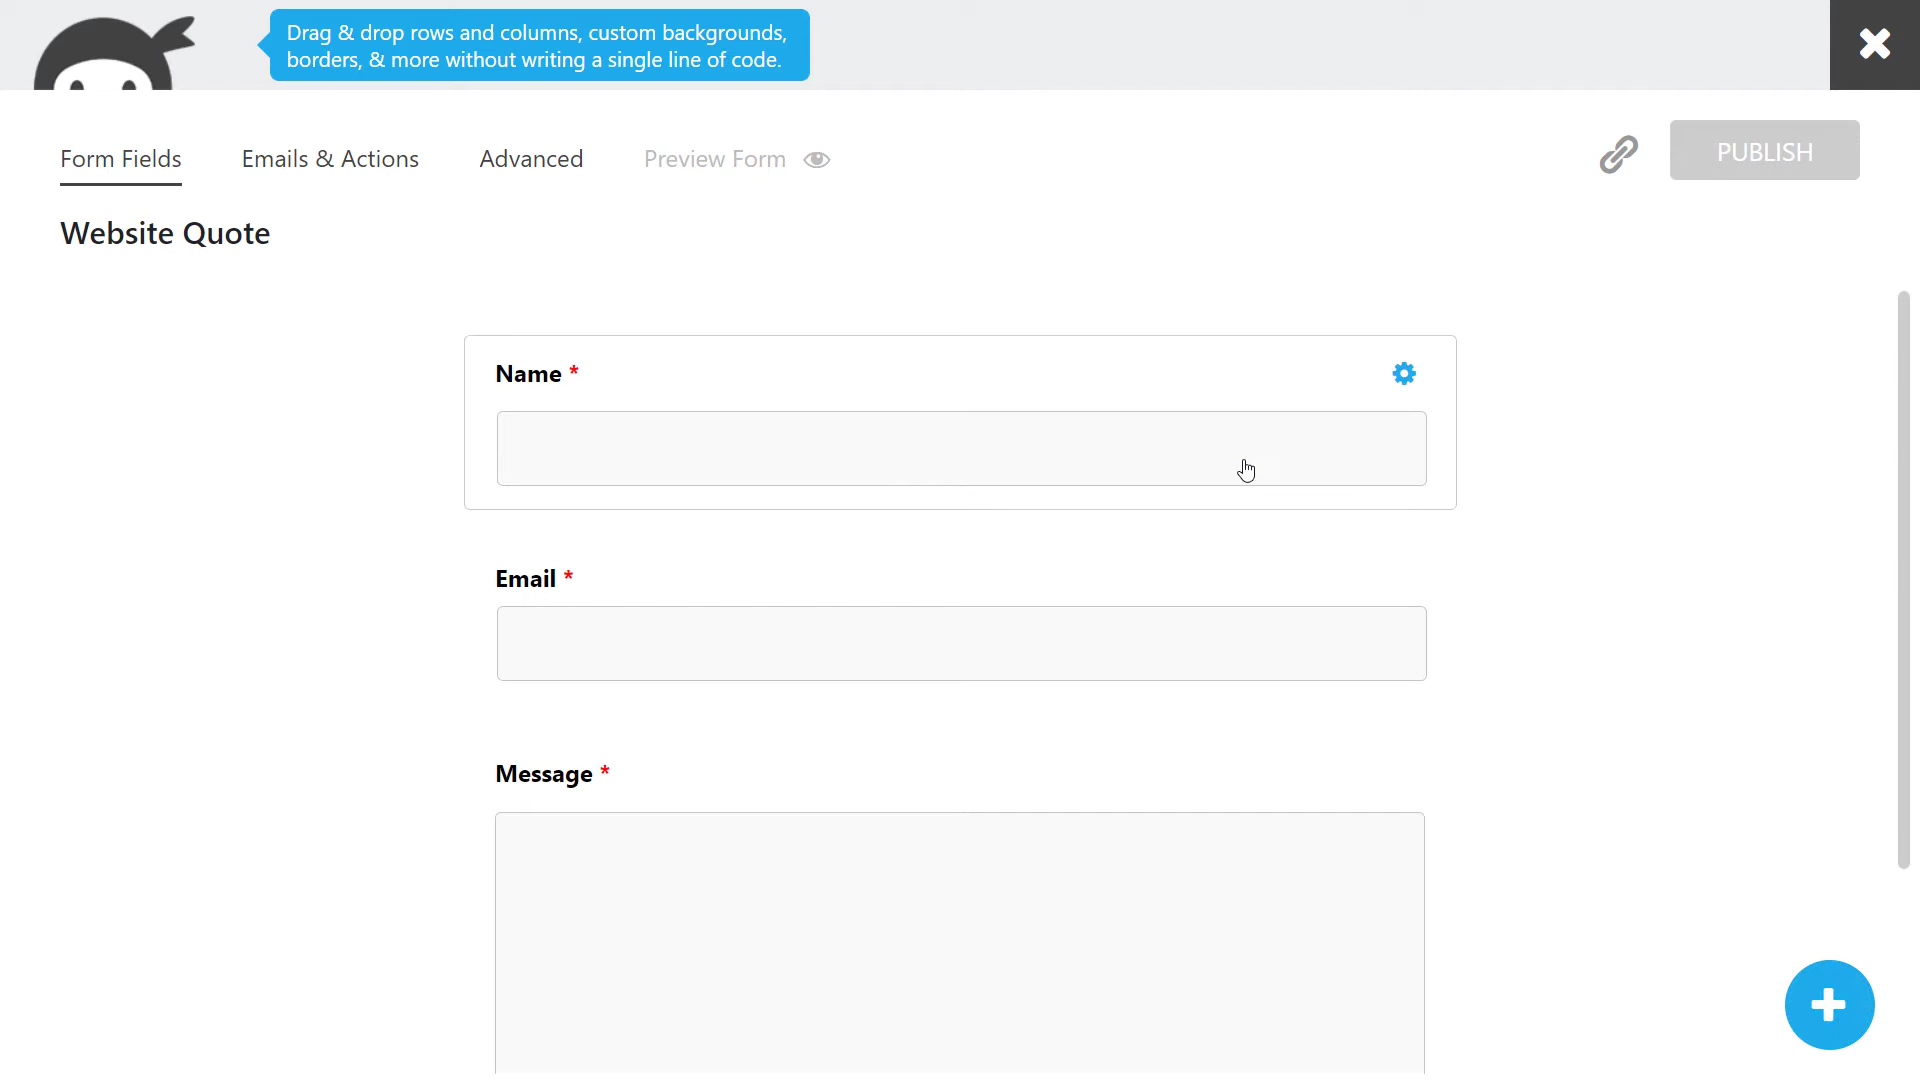 Drag & drop rows and columns, custom backgrounds,
borders, & more without writing a single line of code.
Form Fields
Emails & Actions
Advanced
Preview Form
PUBLISH
Website Quote
Name *
Email *
Message *